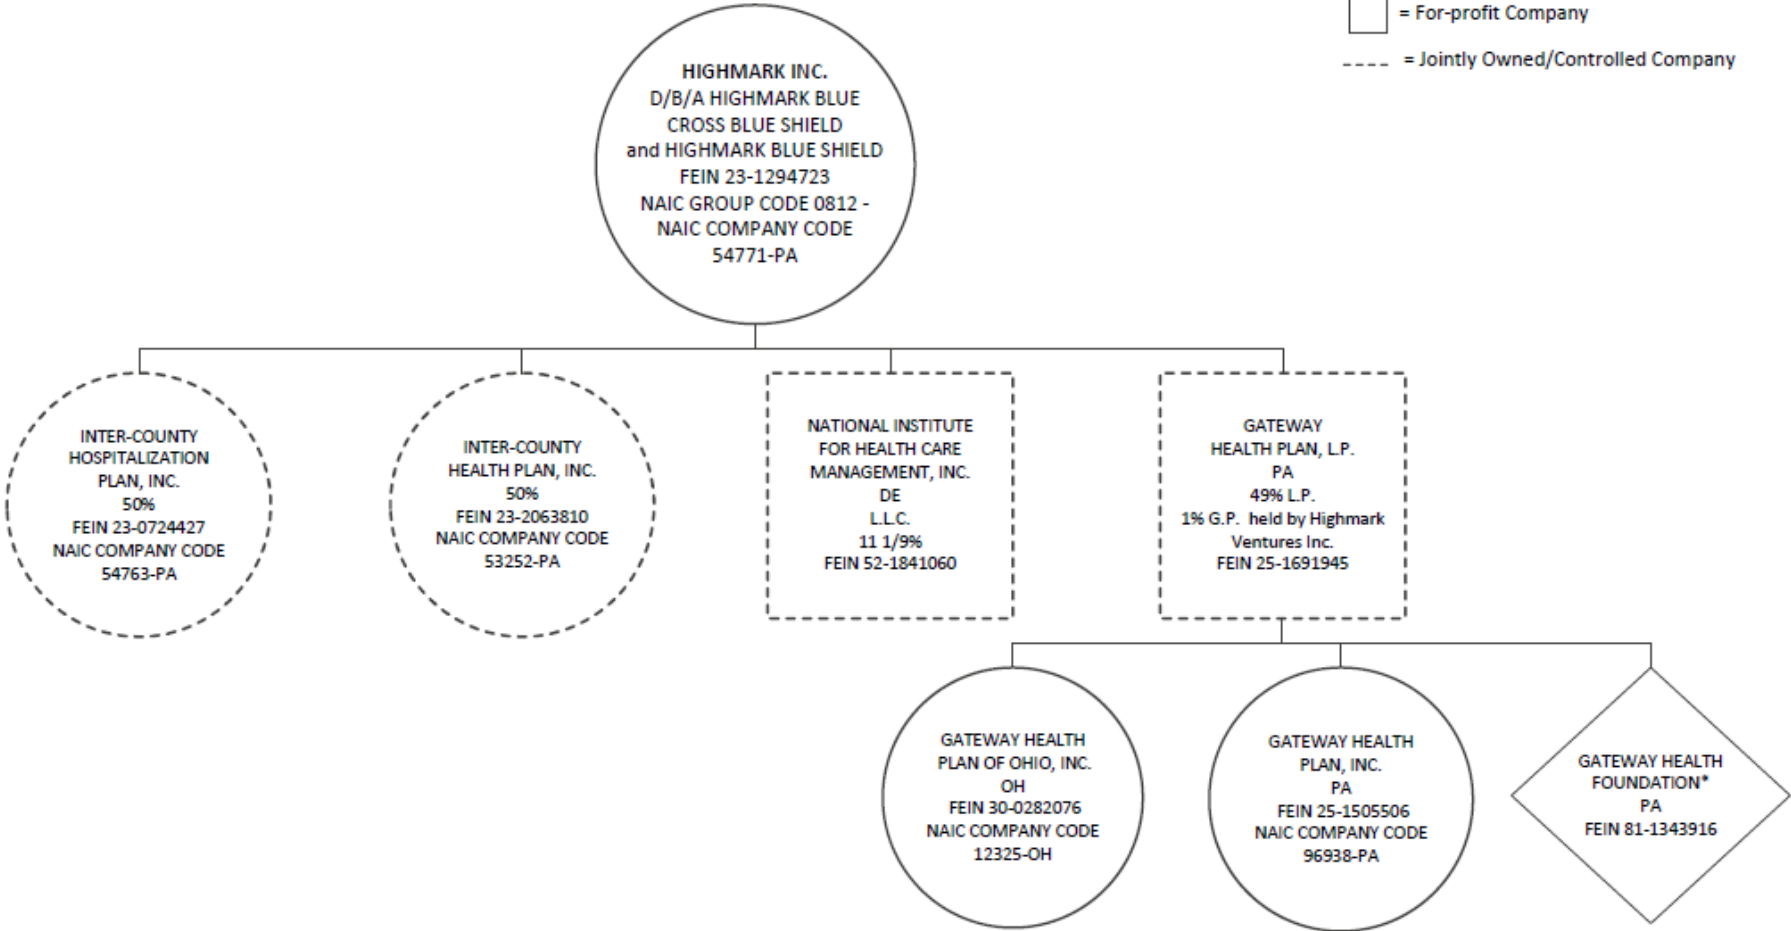 = For-profit Company
= Jointly Owned/Controlled Company
HIGHMARK INC.
D/B/A HIGHMARK BLUE
CROSS BLUE SHIELD
and HIGHMARK BLUE SHIELD
FEIN 23-1294723
NAIC GROUP CODE 0812 -
NAIC COMPANY CODE
54771-PA
INTER-COUNTY
HOSPITALIZATION
PLAN, INC.
50%
FEIN 23-0724427
NAIC COMPANY CODE
54763-PA
INTER-COUNTY
HEALTH PLAN, INC.
50%
FEIN 23-2063810
NAIC COMPANY CODE
53252-PA
NATIONAL INSTITUTE
FOR HEALTH CARE
MANAGEMENT, INC.
DE
L.L.C.
11 1/9%
FEIN 52-1841060
GATEWAY
HEALTH PLAN, L.P.
PA
49% L.P.
1% G.P. held by Highmark
Ventures Inc.
FEIN 25-1691945
GATEWAY HEALTH
PLAN OF OHIO, INC.
OH
FEIN 30-0282076
NAIC COMPANY CODE
12325-OH
GATEWAY HEALTH
PLAN, INC.
PA
FEIN 25-1505506
NAIC COMPANY CODE
96938-PA
GATEWAY HEALTH
FOUNDATION*
PA
FEIN 81-1343916